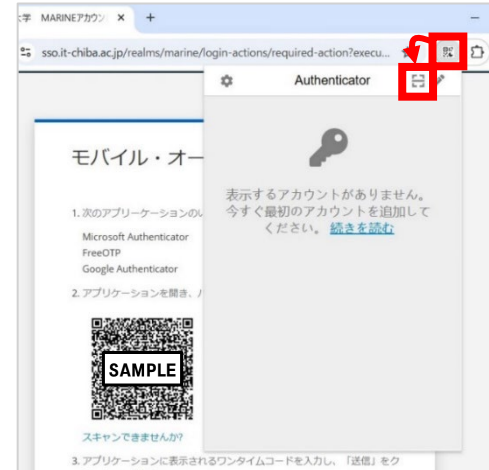 :学 MARINEアカウン
sso.it-chiba.ac.jp/realms/marine/login-actions/required-action?execu...
Authenticator
モバイル・オー
表示するアカウントがありません。
今すぐ最初のアカウントを追加して
ください。 続きを読む
1. 次のアプリケーションのい
Microsoft Authenticator
FreeOTP
Google Authenticator
2. アプリケーションを開き、
SAMPLE
スキャンできませんか?
3. アプリケーションに表示されるワンタイムコードを入力し、「送信」をク